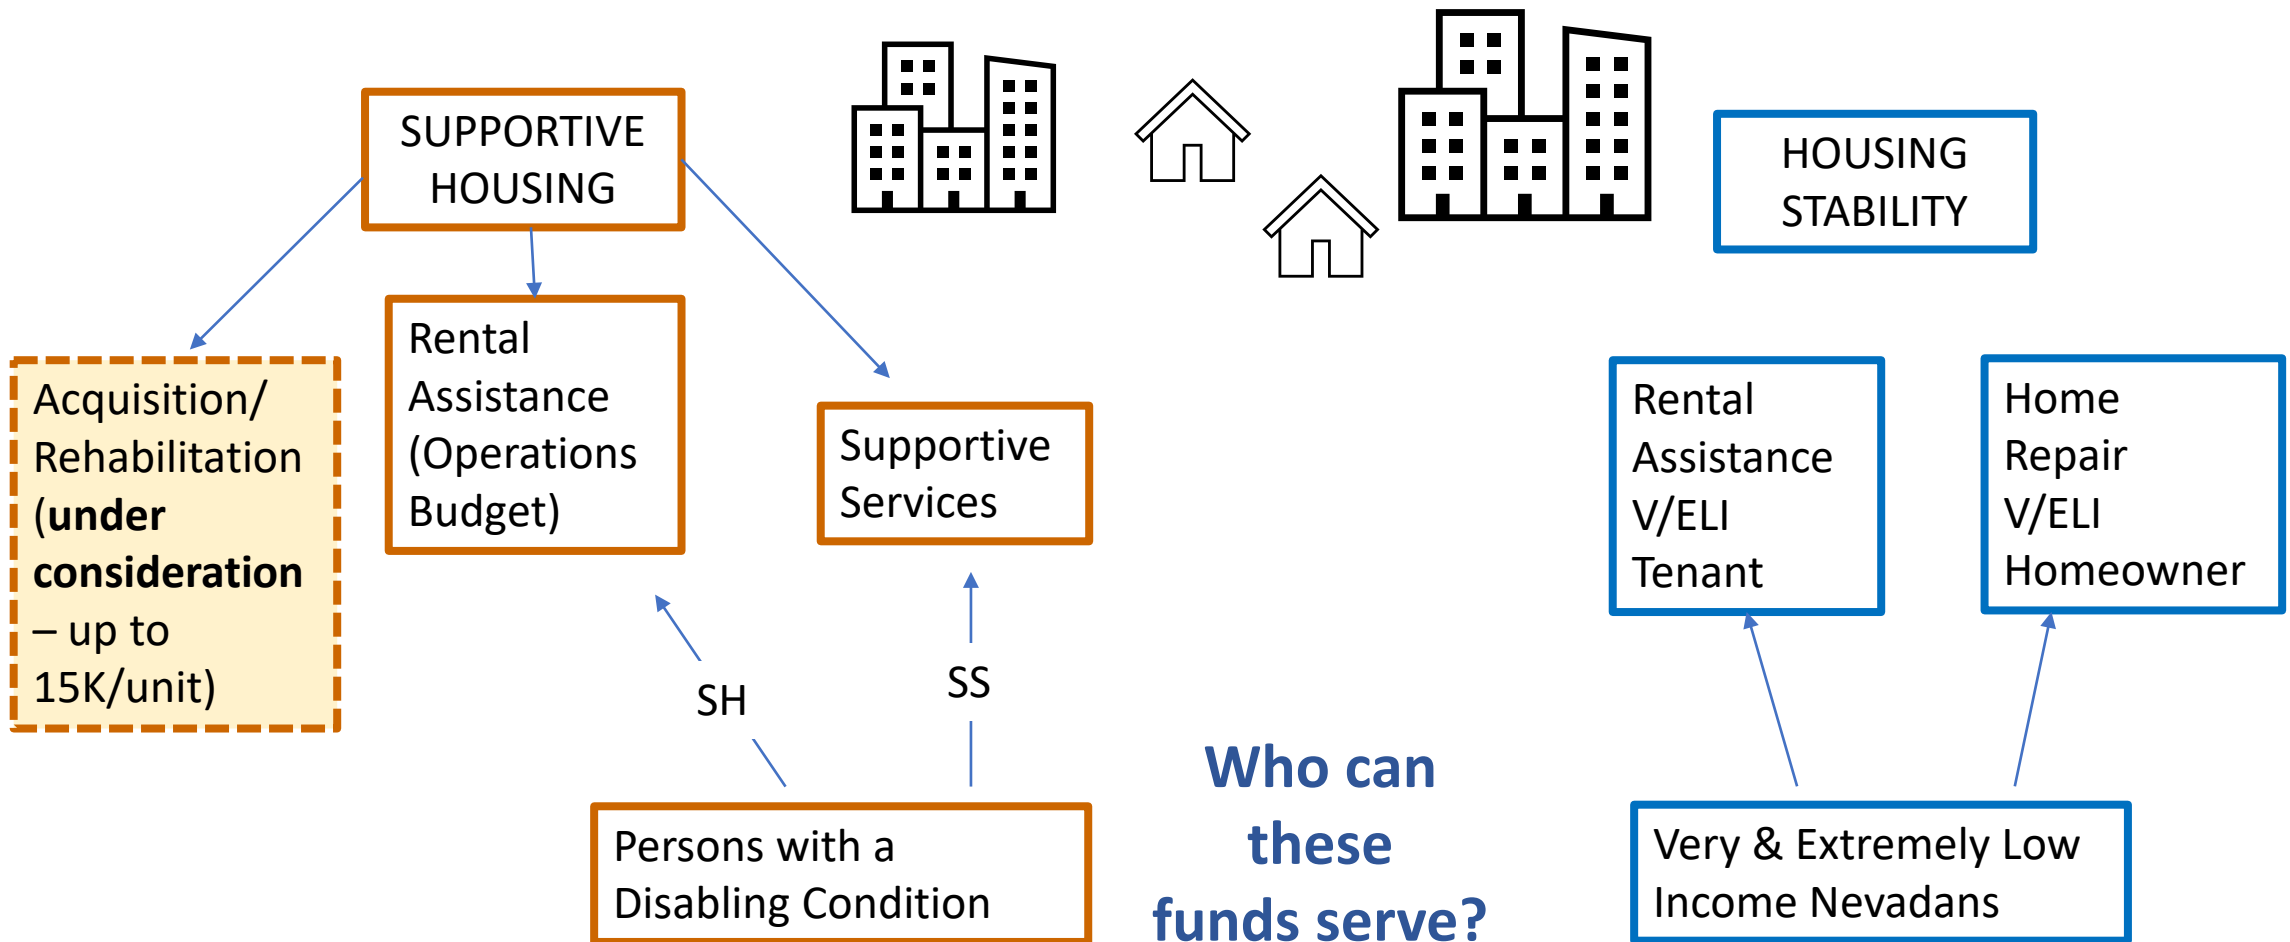 SUPPORTIVE
HOUSING
HOUSING
STABILITY
Acquisition/
Rehabilitation
(under
consideration
– up to
15K/unit)
Rental
Assistance
(Operations
Budget)
Supportive
Services
Rental
Assistance
V/ELI
Tenant
Home
Repair
V/ELI
Homeowner
SH
SS
Persons with a
Disabling Condition
Who can
these
funds serve?
Very & Extremely Low
Income Nevadans